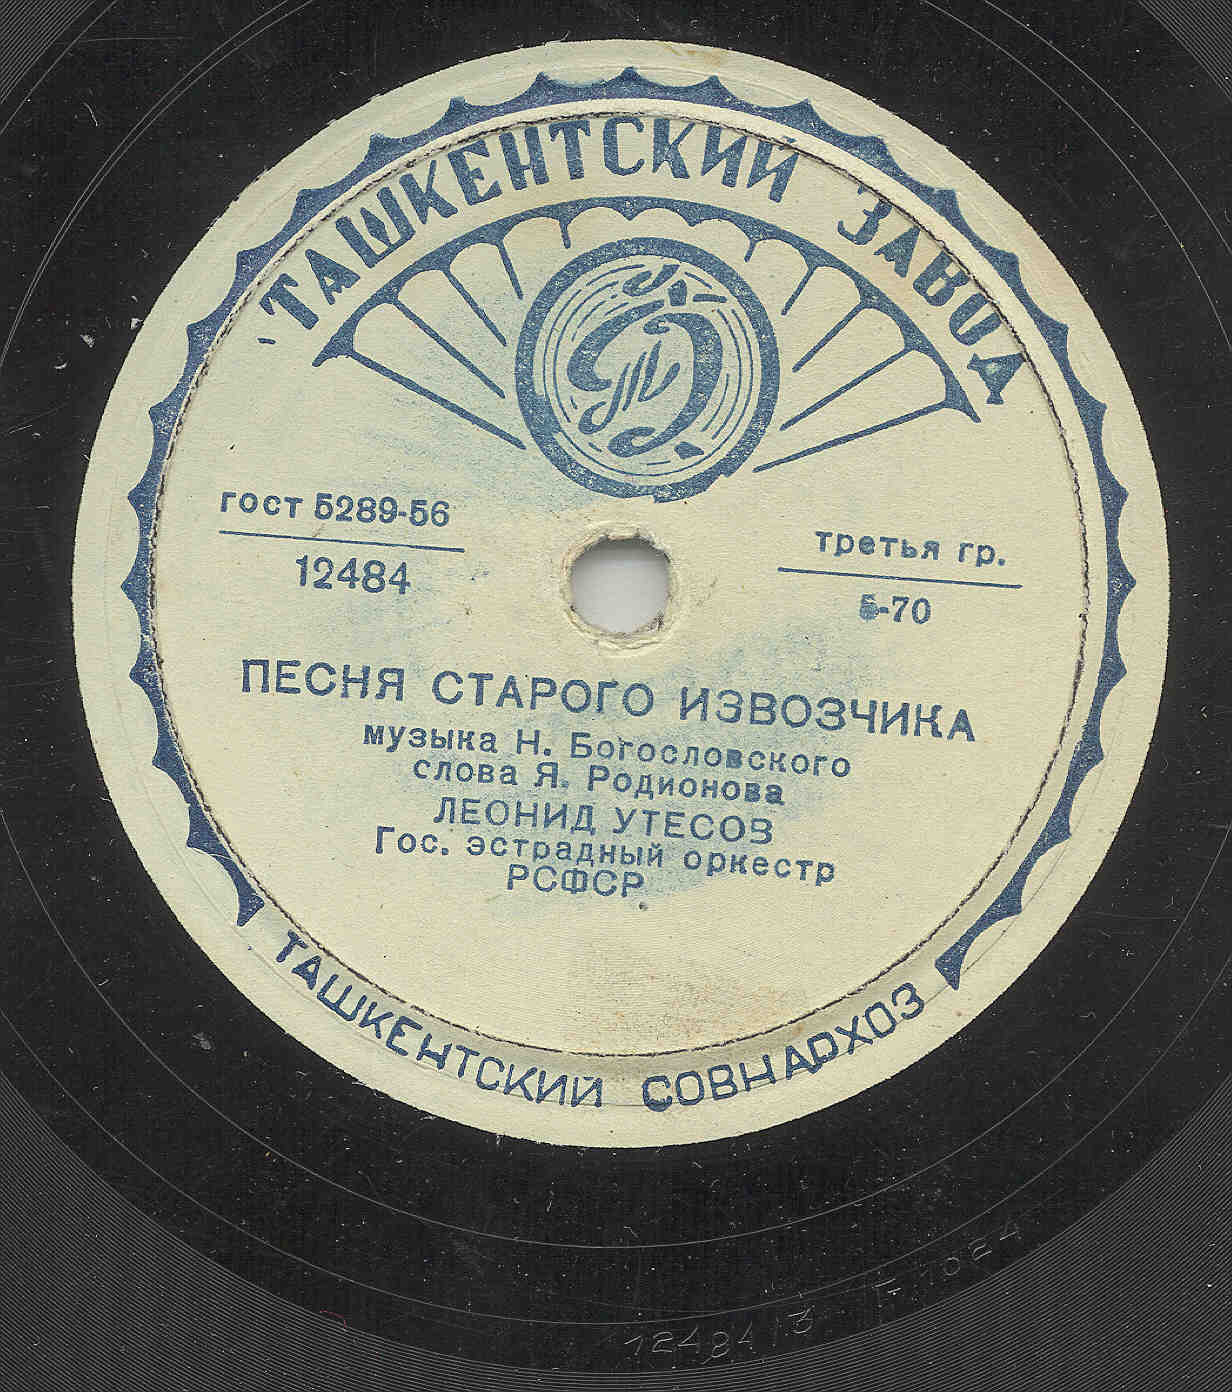 ТАШКЕНТСКИЙ ЗАВОД
гост 5289-56
12484
третья гр.
5-70
ПЕСНЯ СТАРОГО ИЗВОЗЧИКА
музыка Н. Богословского
слова Я. Родионова
ЛЕОНИД УТЕСОВ
Гос. эстрадный оркестр
РСФСР
ТАШКЕНТСКИЙ СОВНАРХОЗ
12484